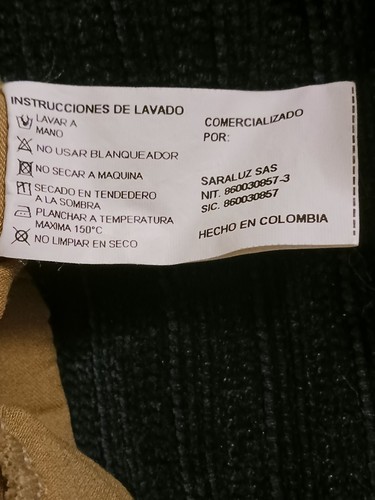 INSTRUCCIONES DE LAVADO
LAVAR A
MANO
NO USAR BLANQUEADOR
NO SECAR A MAQUINA
SECADO EN TENDEDERO
A LA SOMBRA
PLANCHAR A TEMPERATURA
MAXIMA 150°C
NO LIMPIAR EN SECO
COMERCIALIZADO
POR:
SARALUZ SAS
NIT. 860030857-3
SIC. 860030857
HECHO EN COLOMBIA